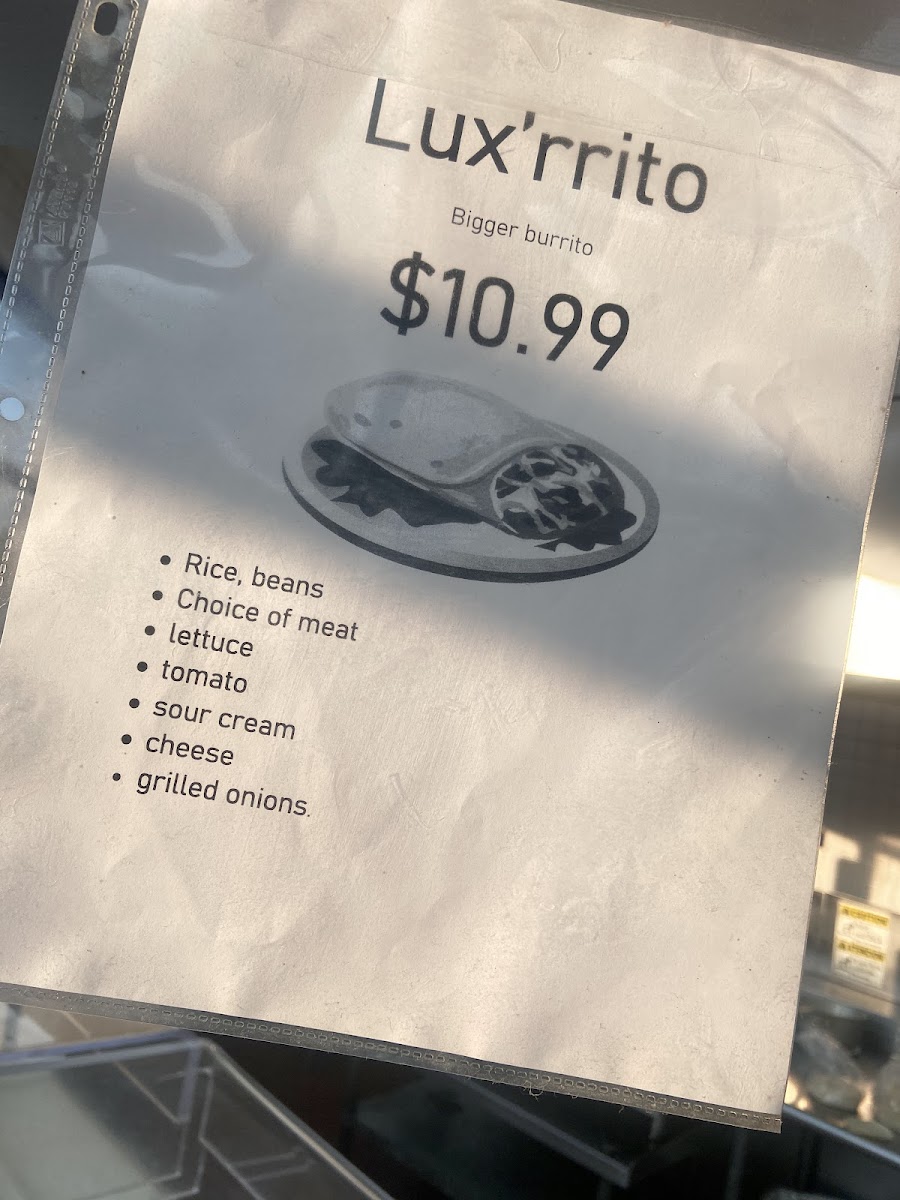 Lux'rrito
Bigger burrito
$10.99
• Rice, beans
• Choice of meat
• lettuce
• tomato
• sour cream
• cheese
• grilled onions.